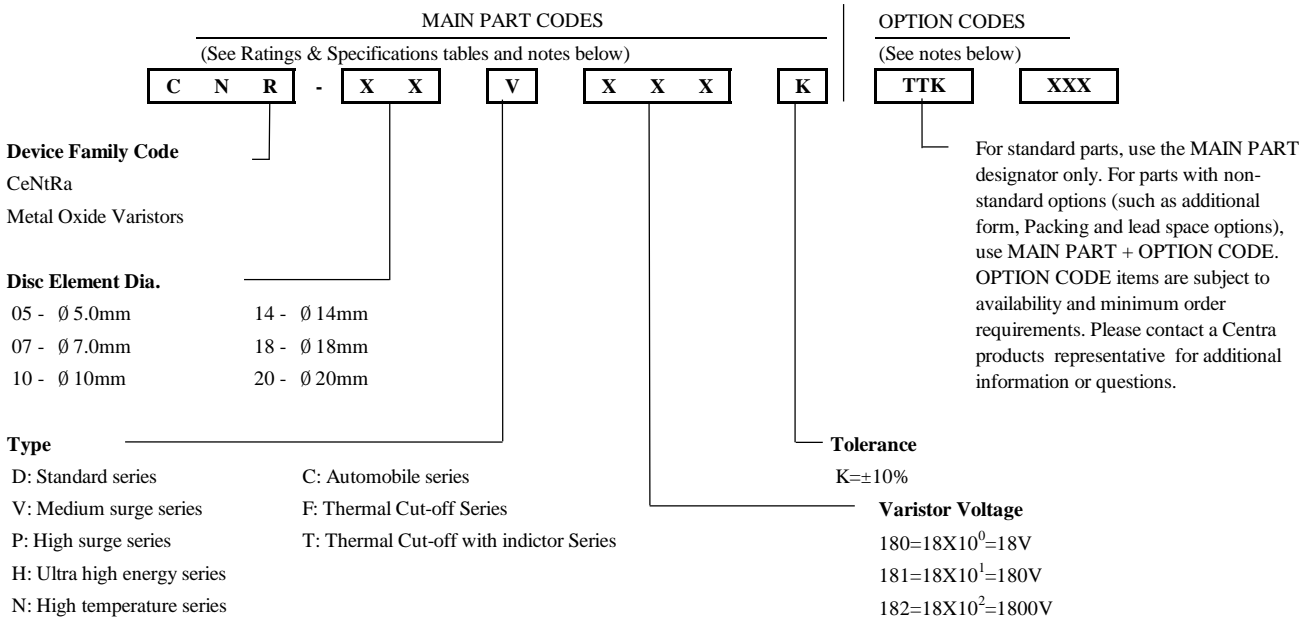 MAIN PART CODES
OPTION CODES
(See Ratings & Specifications tables and notes below)
(See notes below)
C N R - X X V X X X K TTK XXX
Device Family Code
CeNtRa
Metal Oxide Varistors
For standard parts, use the MAIN PART
designator only. For parts with non-
standard options (such as additional
form, Packing and lead space options),
use MAIN PART + OPTION CODE.
OPTION CODE items are subject to
availability and minimum order
requirements. Please contact a Centra
products representative for additional
information or questions.
Disc Element Dia.
05 - Ø 5.0mm 14 - Ø 14mm
07 - Ø 7.0mm 18 - Ø 18mm
10 - Ø 10mm 20 - Ø 20mm
Type
D: Standard series C: Automobile series
V: Medium surge series F: Thermal Cut-off Series
P: High surge series T: Thermal Cut-off with indictor Series
H: Ultra high energy series
N: High temperature series
Tolerance
K=±10%
Varistor Voltage
180=18X10⁰=18V
181=18X10¹=180V
182=18X10²=1800V